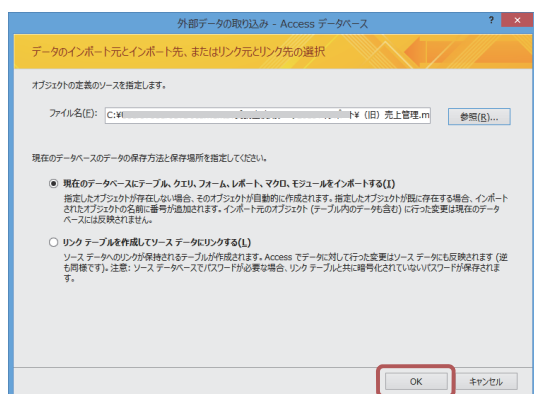 外部データの取り込み - Access データベース
? ×
データのインポート元とインポート先、またはリンク元とリンク先の選択
オブジェクトの定義のソースを指定します。
ファイル名(F): C:¥ ¥（旧）売上管理.m 参照(R)...
現在のデータベースのデータの保存方法と保存場所を指定してください。
現在のデータベースにテーブル、クエリ、フォーム、レポート、マクロ、モジュールをインポートする(I)
指定したオブジェクトが存在しない場合、そのオブジェクトが自動的に作成されます。指定したオブジェクトが既に存在する場合、インポート
されたオブジェクトの名前に番号が追加されます。インポート元のオブジェクト (テーブル内のデータも含む) に行った変更は現在のデータ
ベースには反映されません。
リンク テーブルを作成してソース データにリンクする(L)
ソース データへのリンクが保持されるテーブルが作成されます。Access でデータに対して行った変更はソース データにも反映されます (逆
も同様です)。注意: ソース データベースでパスワードが必要な場合、リンク テーブルと共に暗号化されていないパスワードが保存されま
す。
OK キャンセル